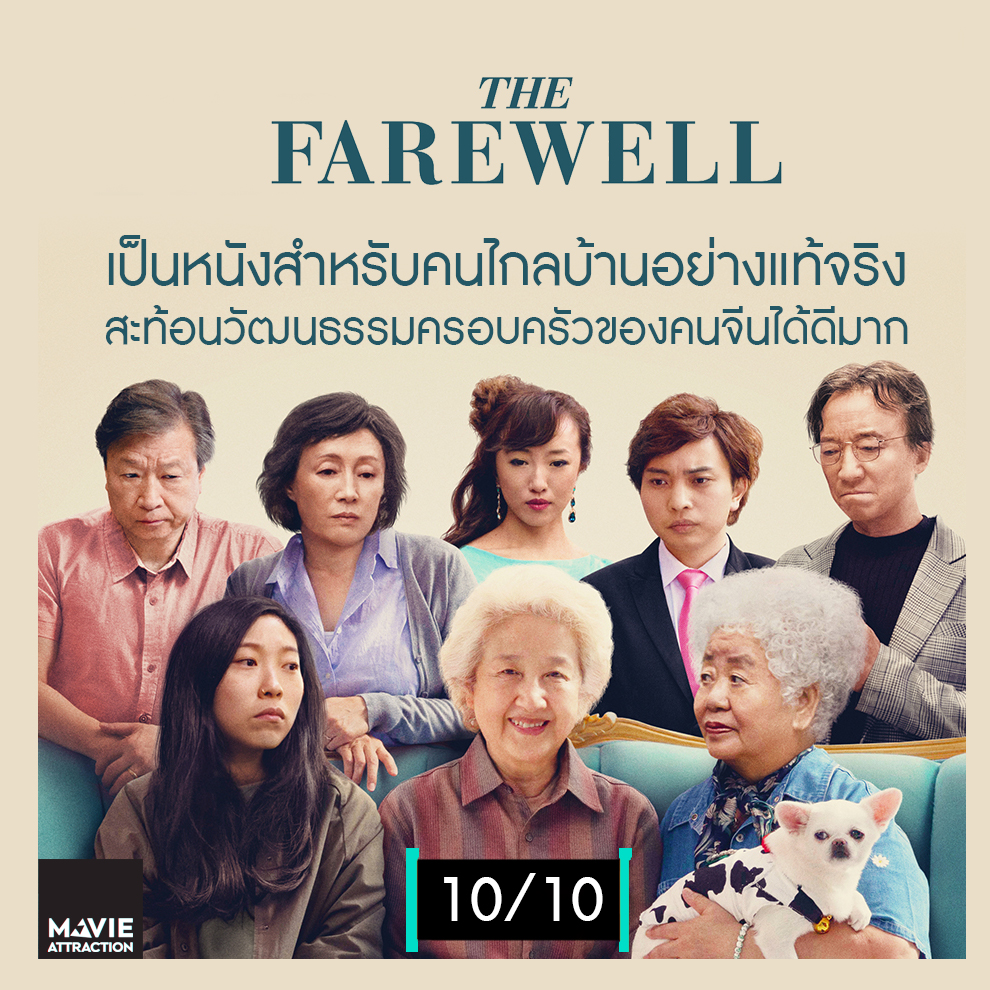 THE
FAREWELL
เป็นหนังสำหรับคนไกลบ้านอย่างแท้จริง
สะท้อนวัฒนธรรมครอบครัวของคนจีนได้ดีมาก
10/10
MAVIE
ATTRACTION